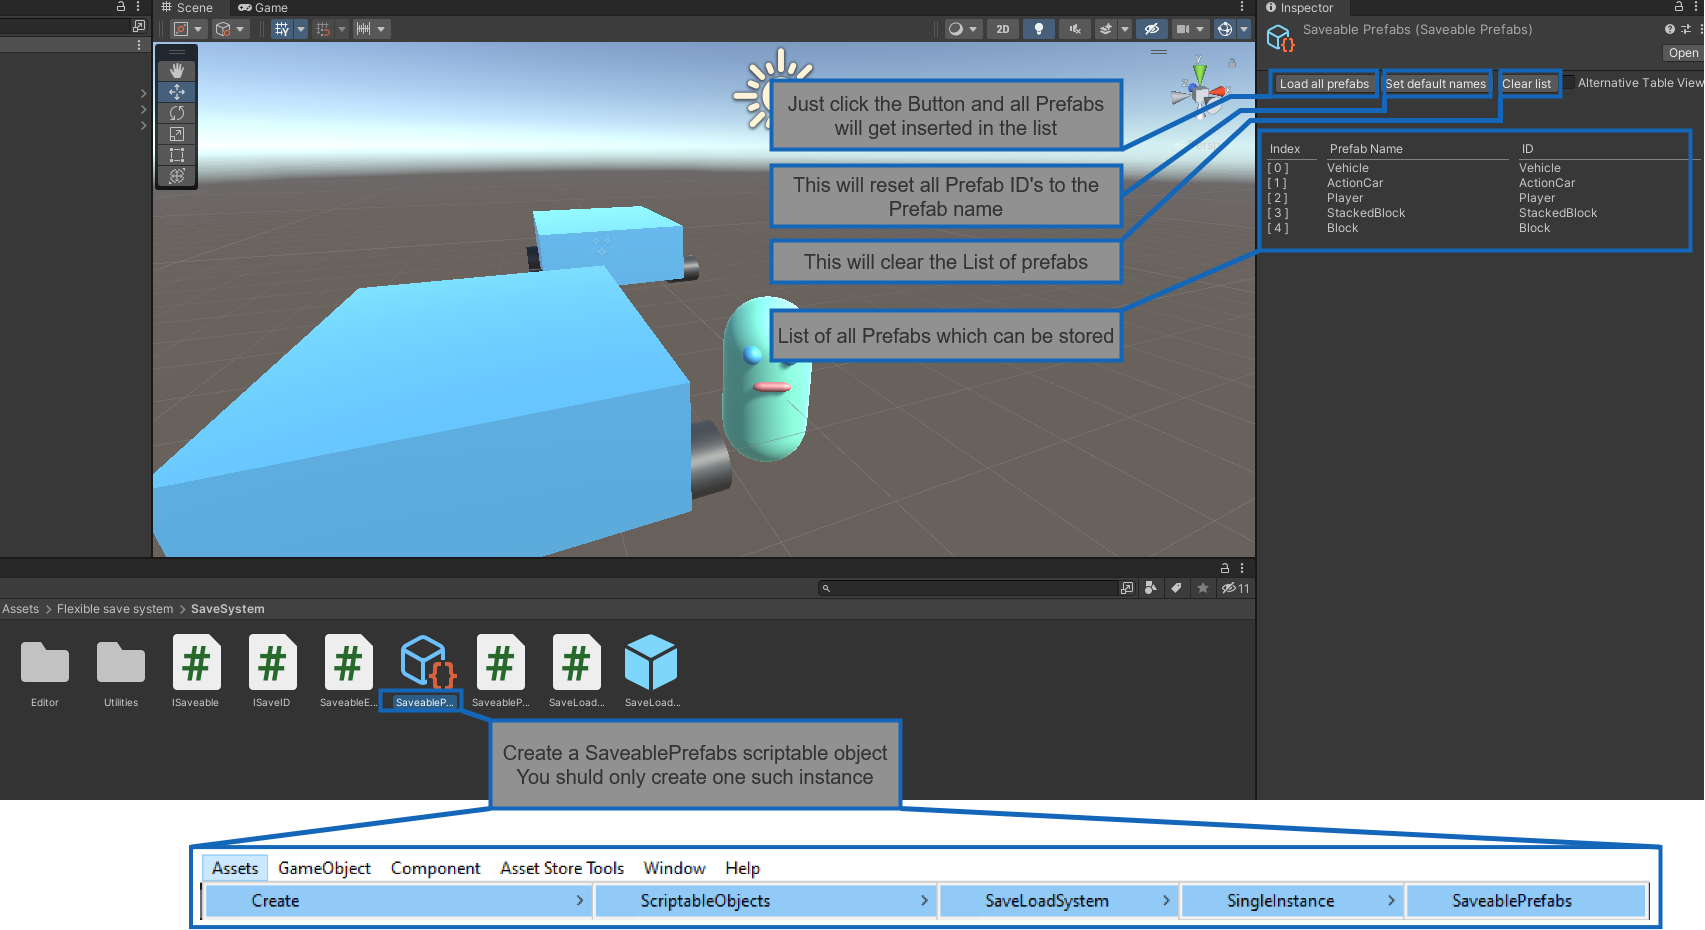 Scene
Game
Inspector
2D
Saveable Prefabs (Saveable Prefabs)
Open
Load all prefabs
Set default names
Clear list
Alternative Table View
Just click the Button and all Prefabs
will get inserted in the list
This will reset all Prefab ID's to the
Prefab name
This will clear the List of prefabs
List of all Prefabs which can be stored
Index Prefab Name ID
[ 0 ] Vehicle Vehicle
[ 1 ] ActionCar ActionCar
[ 2 ] Player Player
[ 3 ] StackedBlock StackedBlock
[ 4 ] Block Block
11
Assets > Flexible save system > SaveSystem
Editor
Utilities
ISaveable
ISaveID
SaveableE...
SaveableP...
SaveableP...
SaveLoad...
SaveLoad...
Create a SaveablePrefabs scriptable object
You shuld only create one such instance
Assets GameObject Component Asset Store Tools Window Help
Create > ScriptableObjects > SaveLoadSystem > SingleInstance > SaveablePrefabs